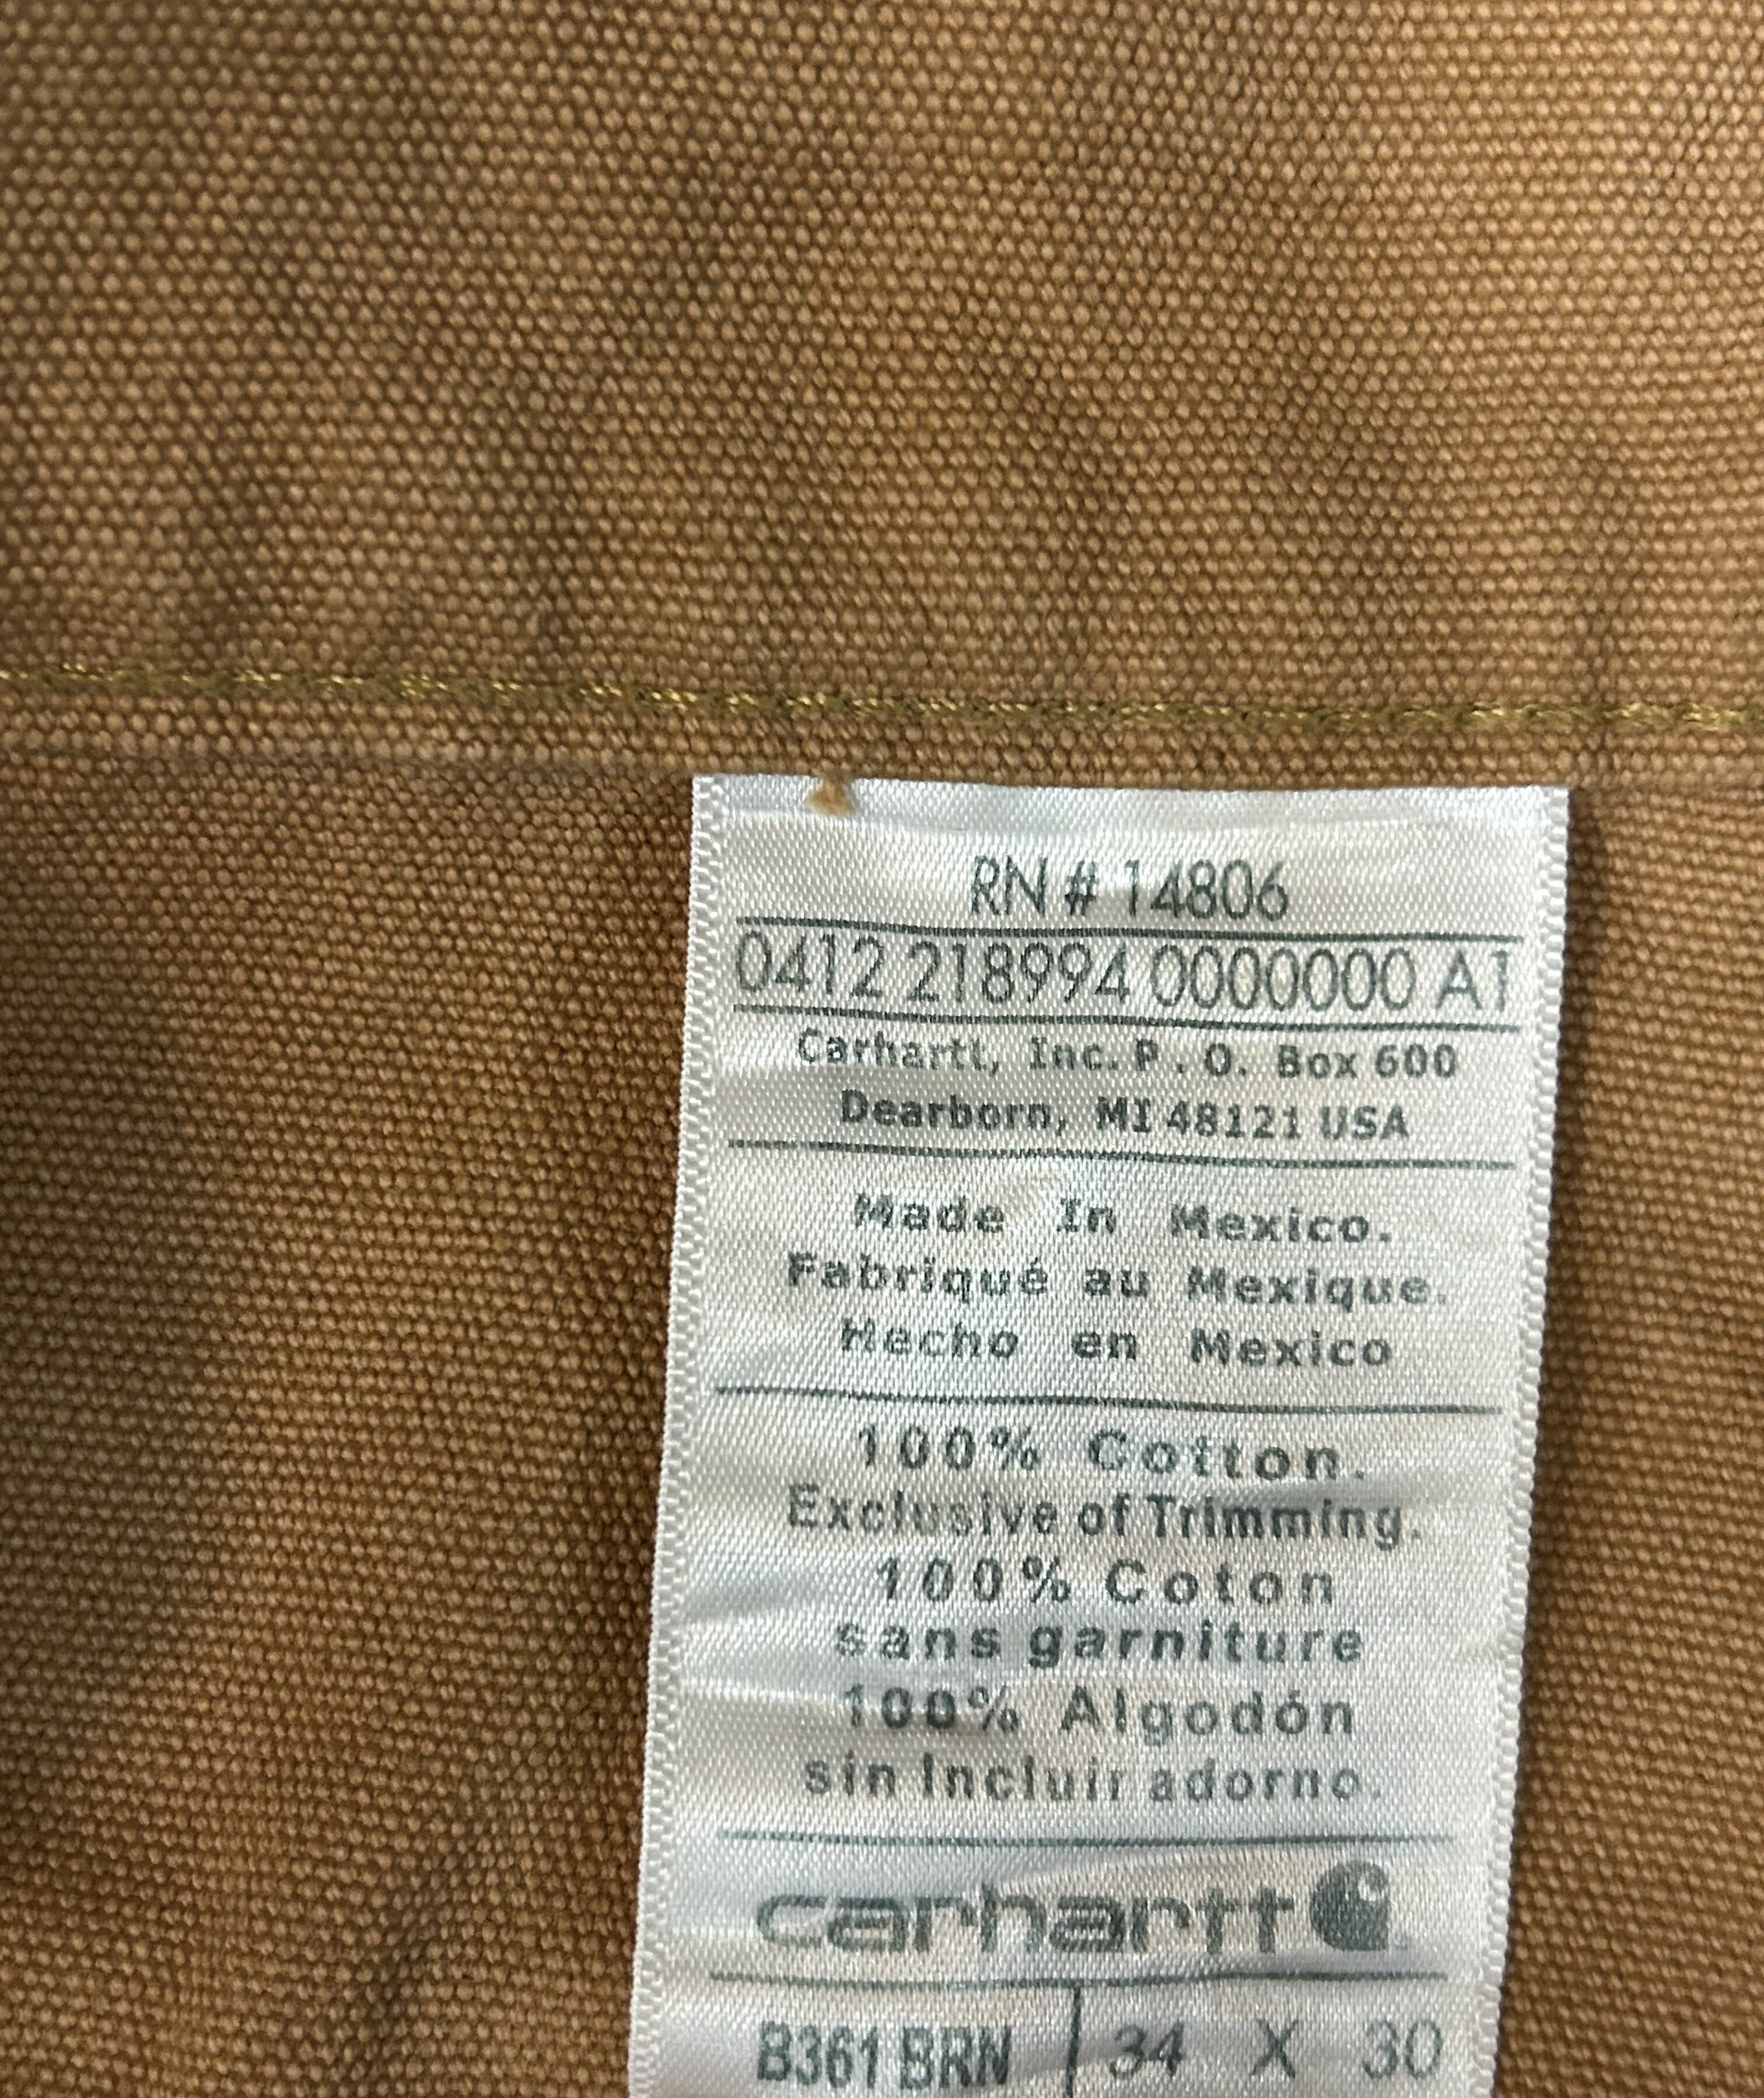 RN # 14806
0412 218994 0000000 A1
Carhartt, Inc. P. O. Box 600
Dearborn, MI 48121 USA
Made In Mexico.
Fabriqué au Mexique.
Hecho en Mexico
100% Cotton.
Exclusive of Trimming.
100% Coton
sans garniture
100% Algodón
sin Incluir adorno.
carhartt
B361 BRN 34 X 30